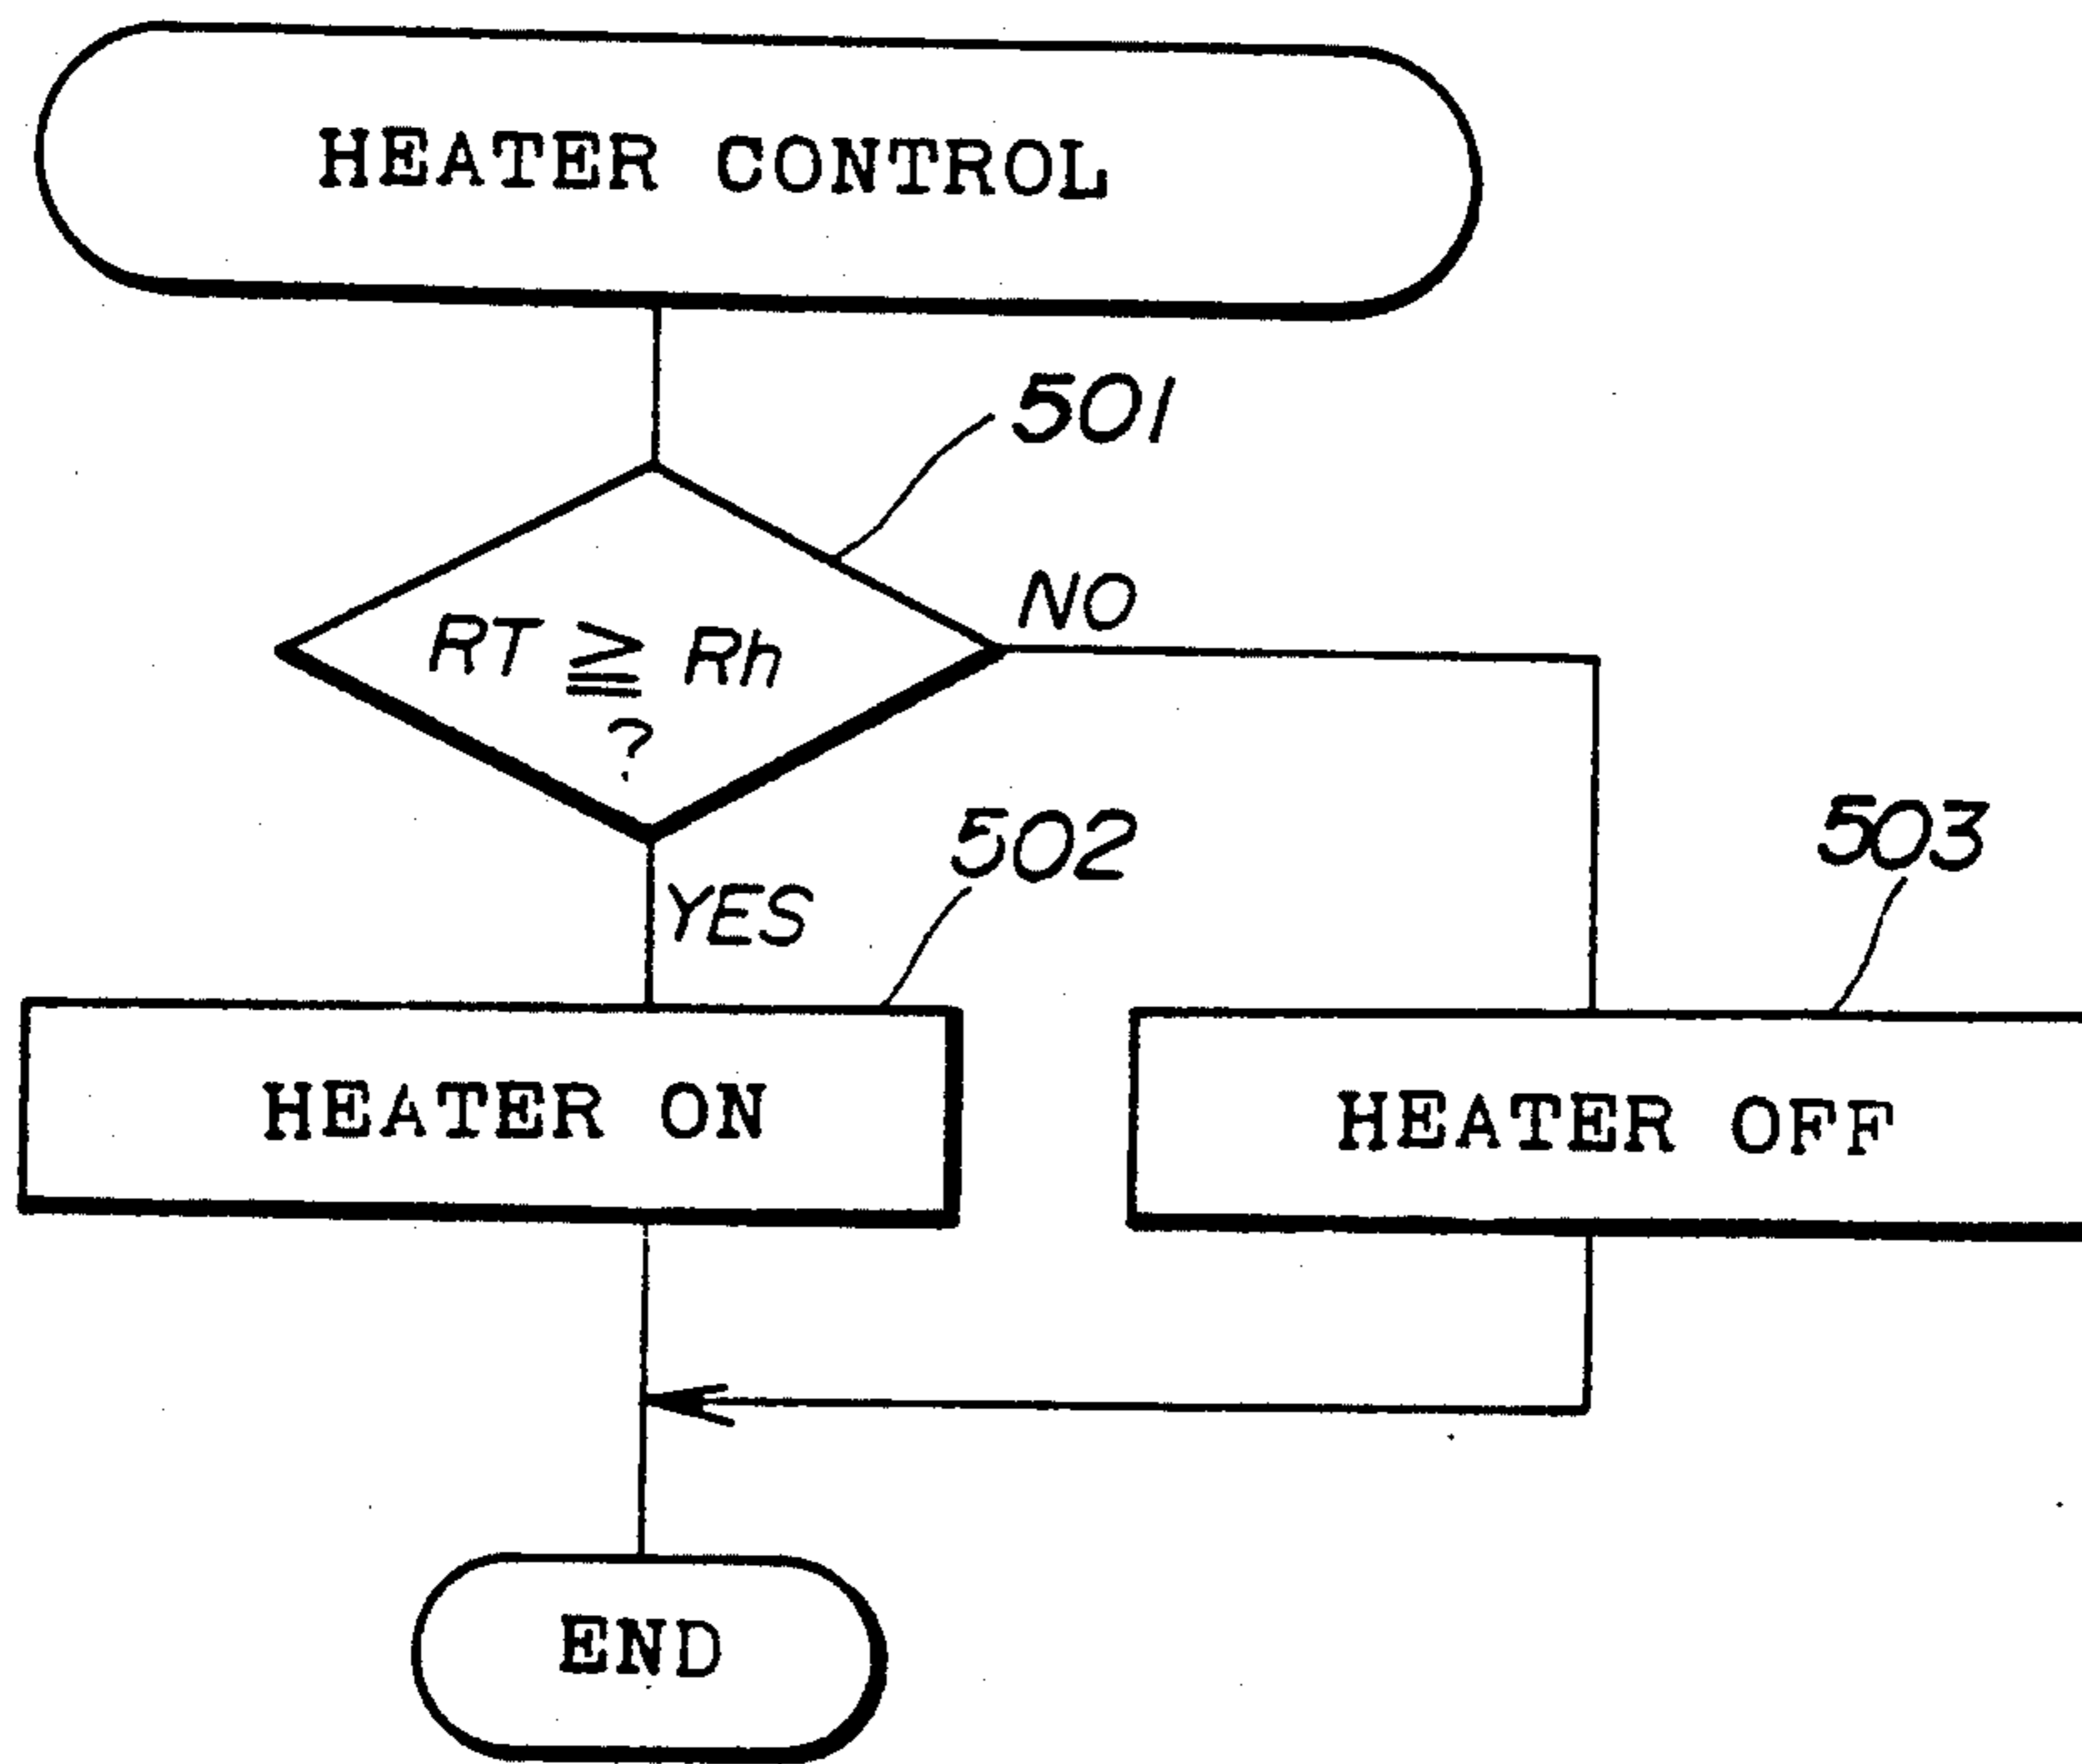 HEATER CONTROL
501
RT ≧ Rh
?
NO
YES
502
503
HEATER ON
HEATER OFF
END